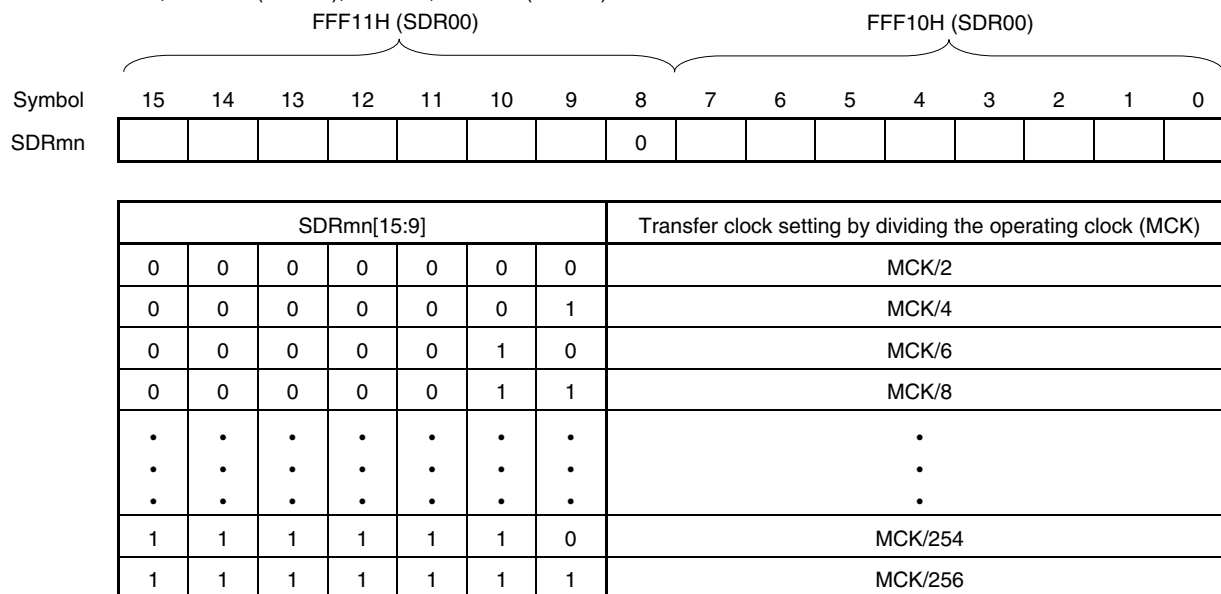 FFF11H (SDR00) FFF10H (SDR00)
Symbol 15 14 13 12 11 10 9 8 7 6 5 4 3 2 1 0
SDRmn 0
SDRmn[15:9] Transfer clock setting by dividing the operating clock (MCK)
0 0 0 0 0 0 0 MCK/2
0 0 0 0 0 0 1 MCK/4
0 0 0 0 0 1 0 MCK/6
0 0 0 0 0 1 1 MCK/8
• • • • • • • •
• • • • • • • •
• • • • • • • •
1 1 1 1 1 1 0 MCK/254
1 1 1 1 1 1 1 MCK/256